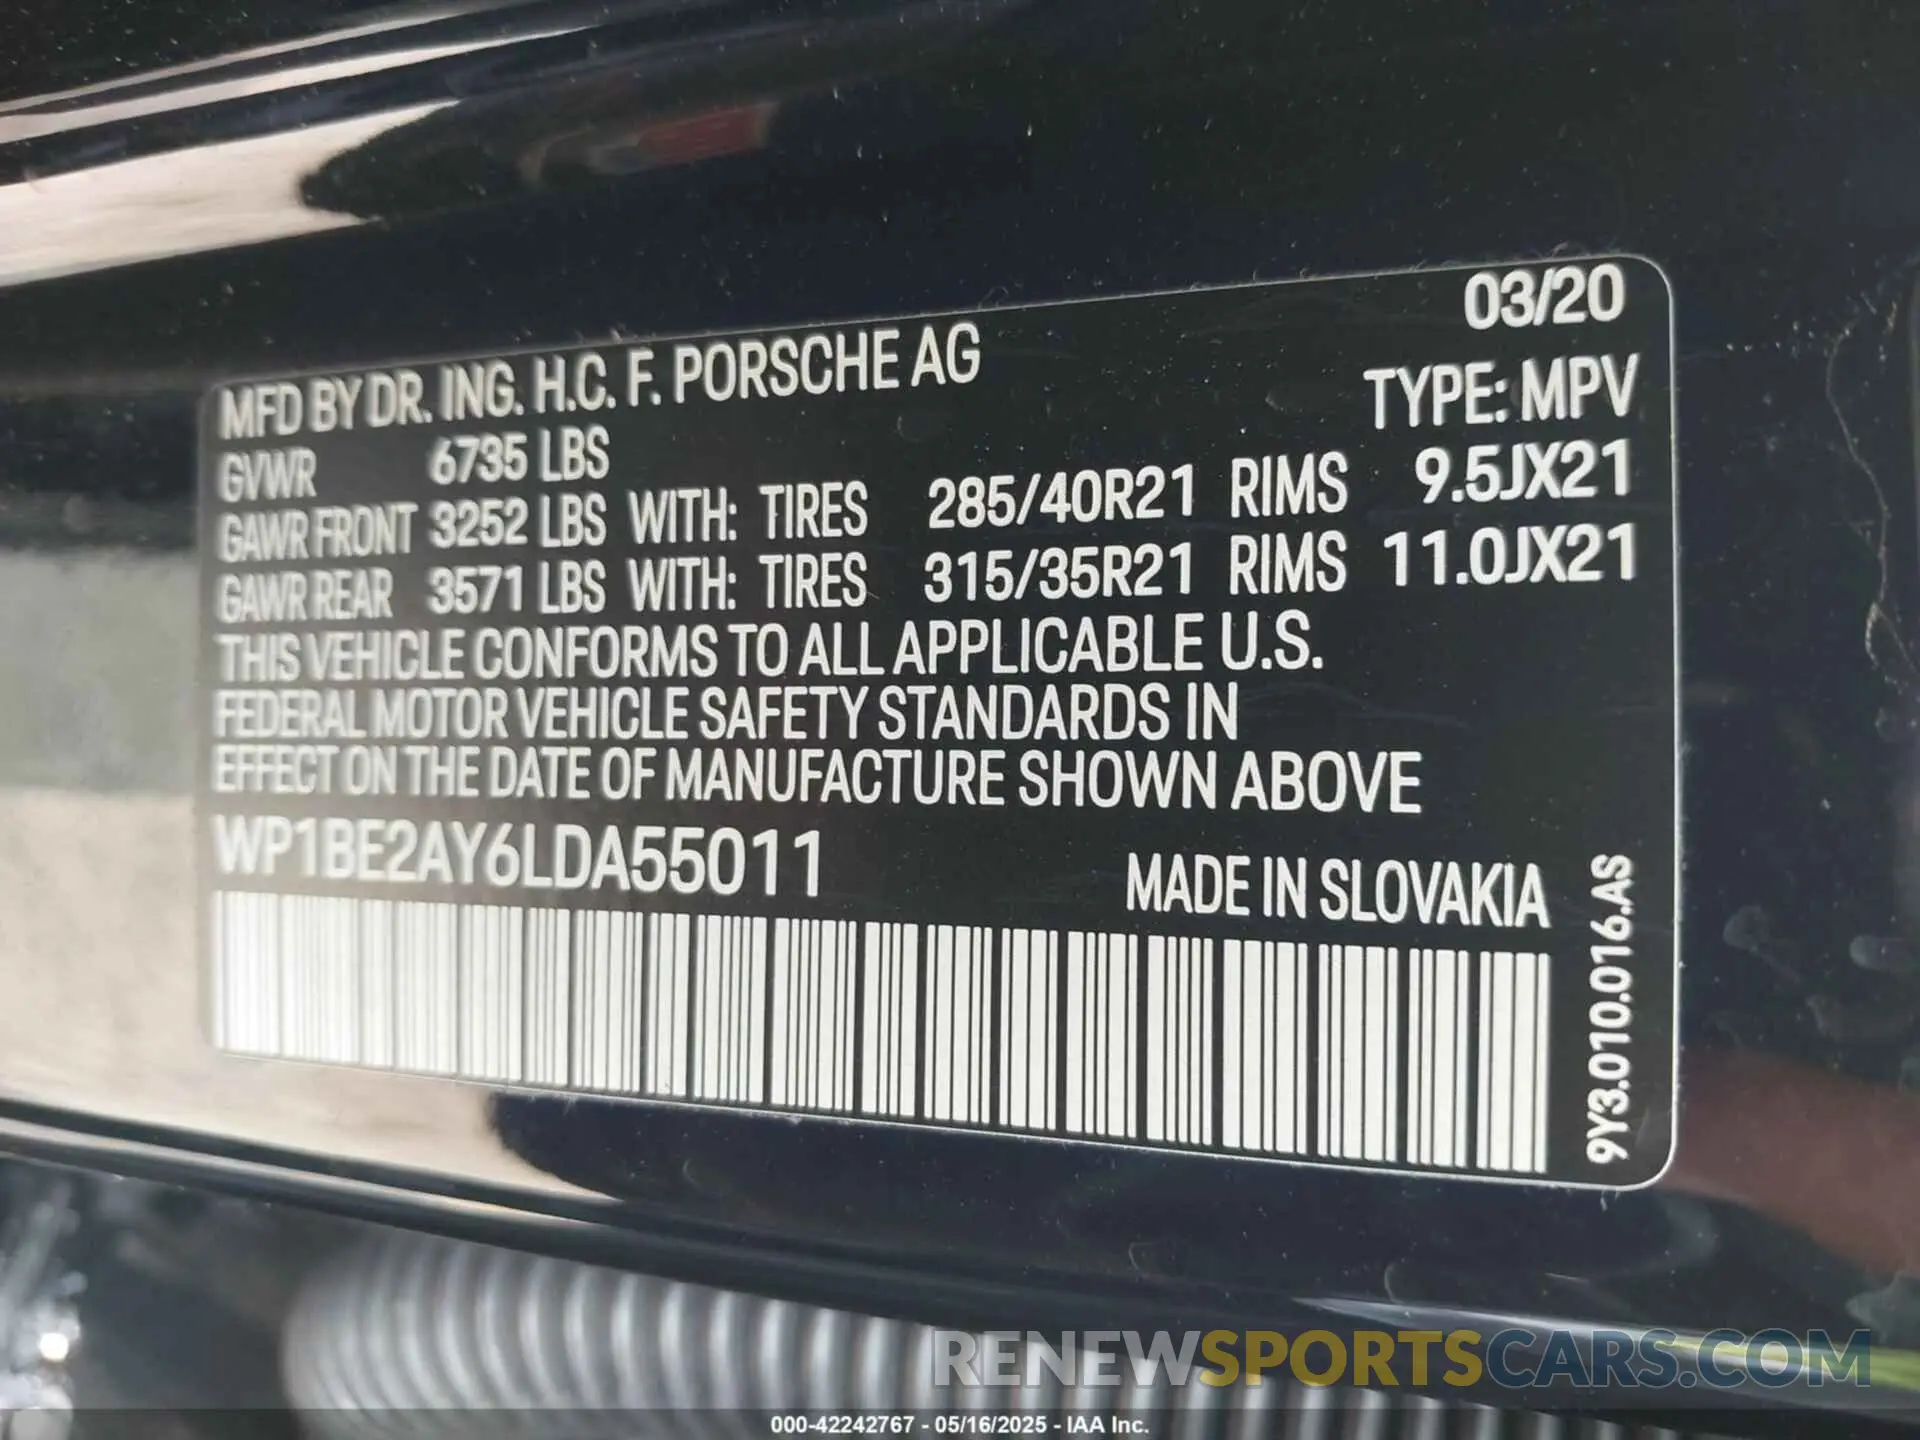 03/20
MFD BY DR. ING. H.C. F. PORSCHE AG
TYPE: MPV
GVWR 6735 LBS
GAWR FRONT 3252 LBS WITH: TIRES 285/40R21 RIMS 9.5JX21
GAWR REAR 3571 LBS WITH: TIRES 315/35R21 RIMS 11.0JX21
THIS VEHICLE CONFORMS TO ALL APPLICABLE U.S.
FEDERAL MOTOR VEHICLE SAFETY STANDARDS IN
EFFECT ON THE DATE OF MANUFACTURE SHOWN ABOVE
WP1BE2AY6LDA55011
MADE IN SLOVAKIA
9Y3.010.016.AS
RENEWSPORTSCARS.COM
000-42242767 - 05/16/2025 - IAA Inc.